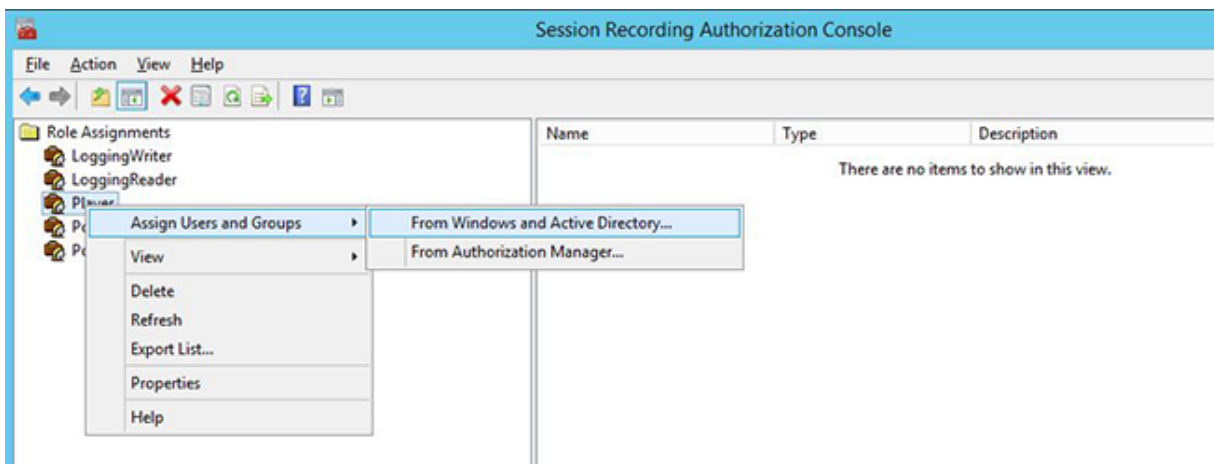 Session Recording Authorization Console
File Action View Help
Role Assignments
Name Type Description
LoggingWriter
There are no items to show in this view.
LoggingReader
Player
Assign Users and Groups
From Windows and Active Directory...
Po
From Authorization Manager...
Po
View
Delete
Refresh
Export List...
Properties
Help